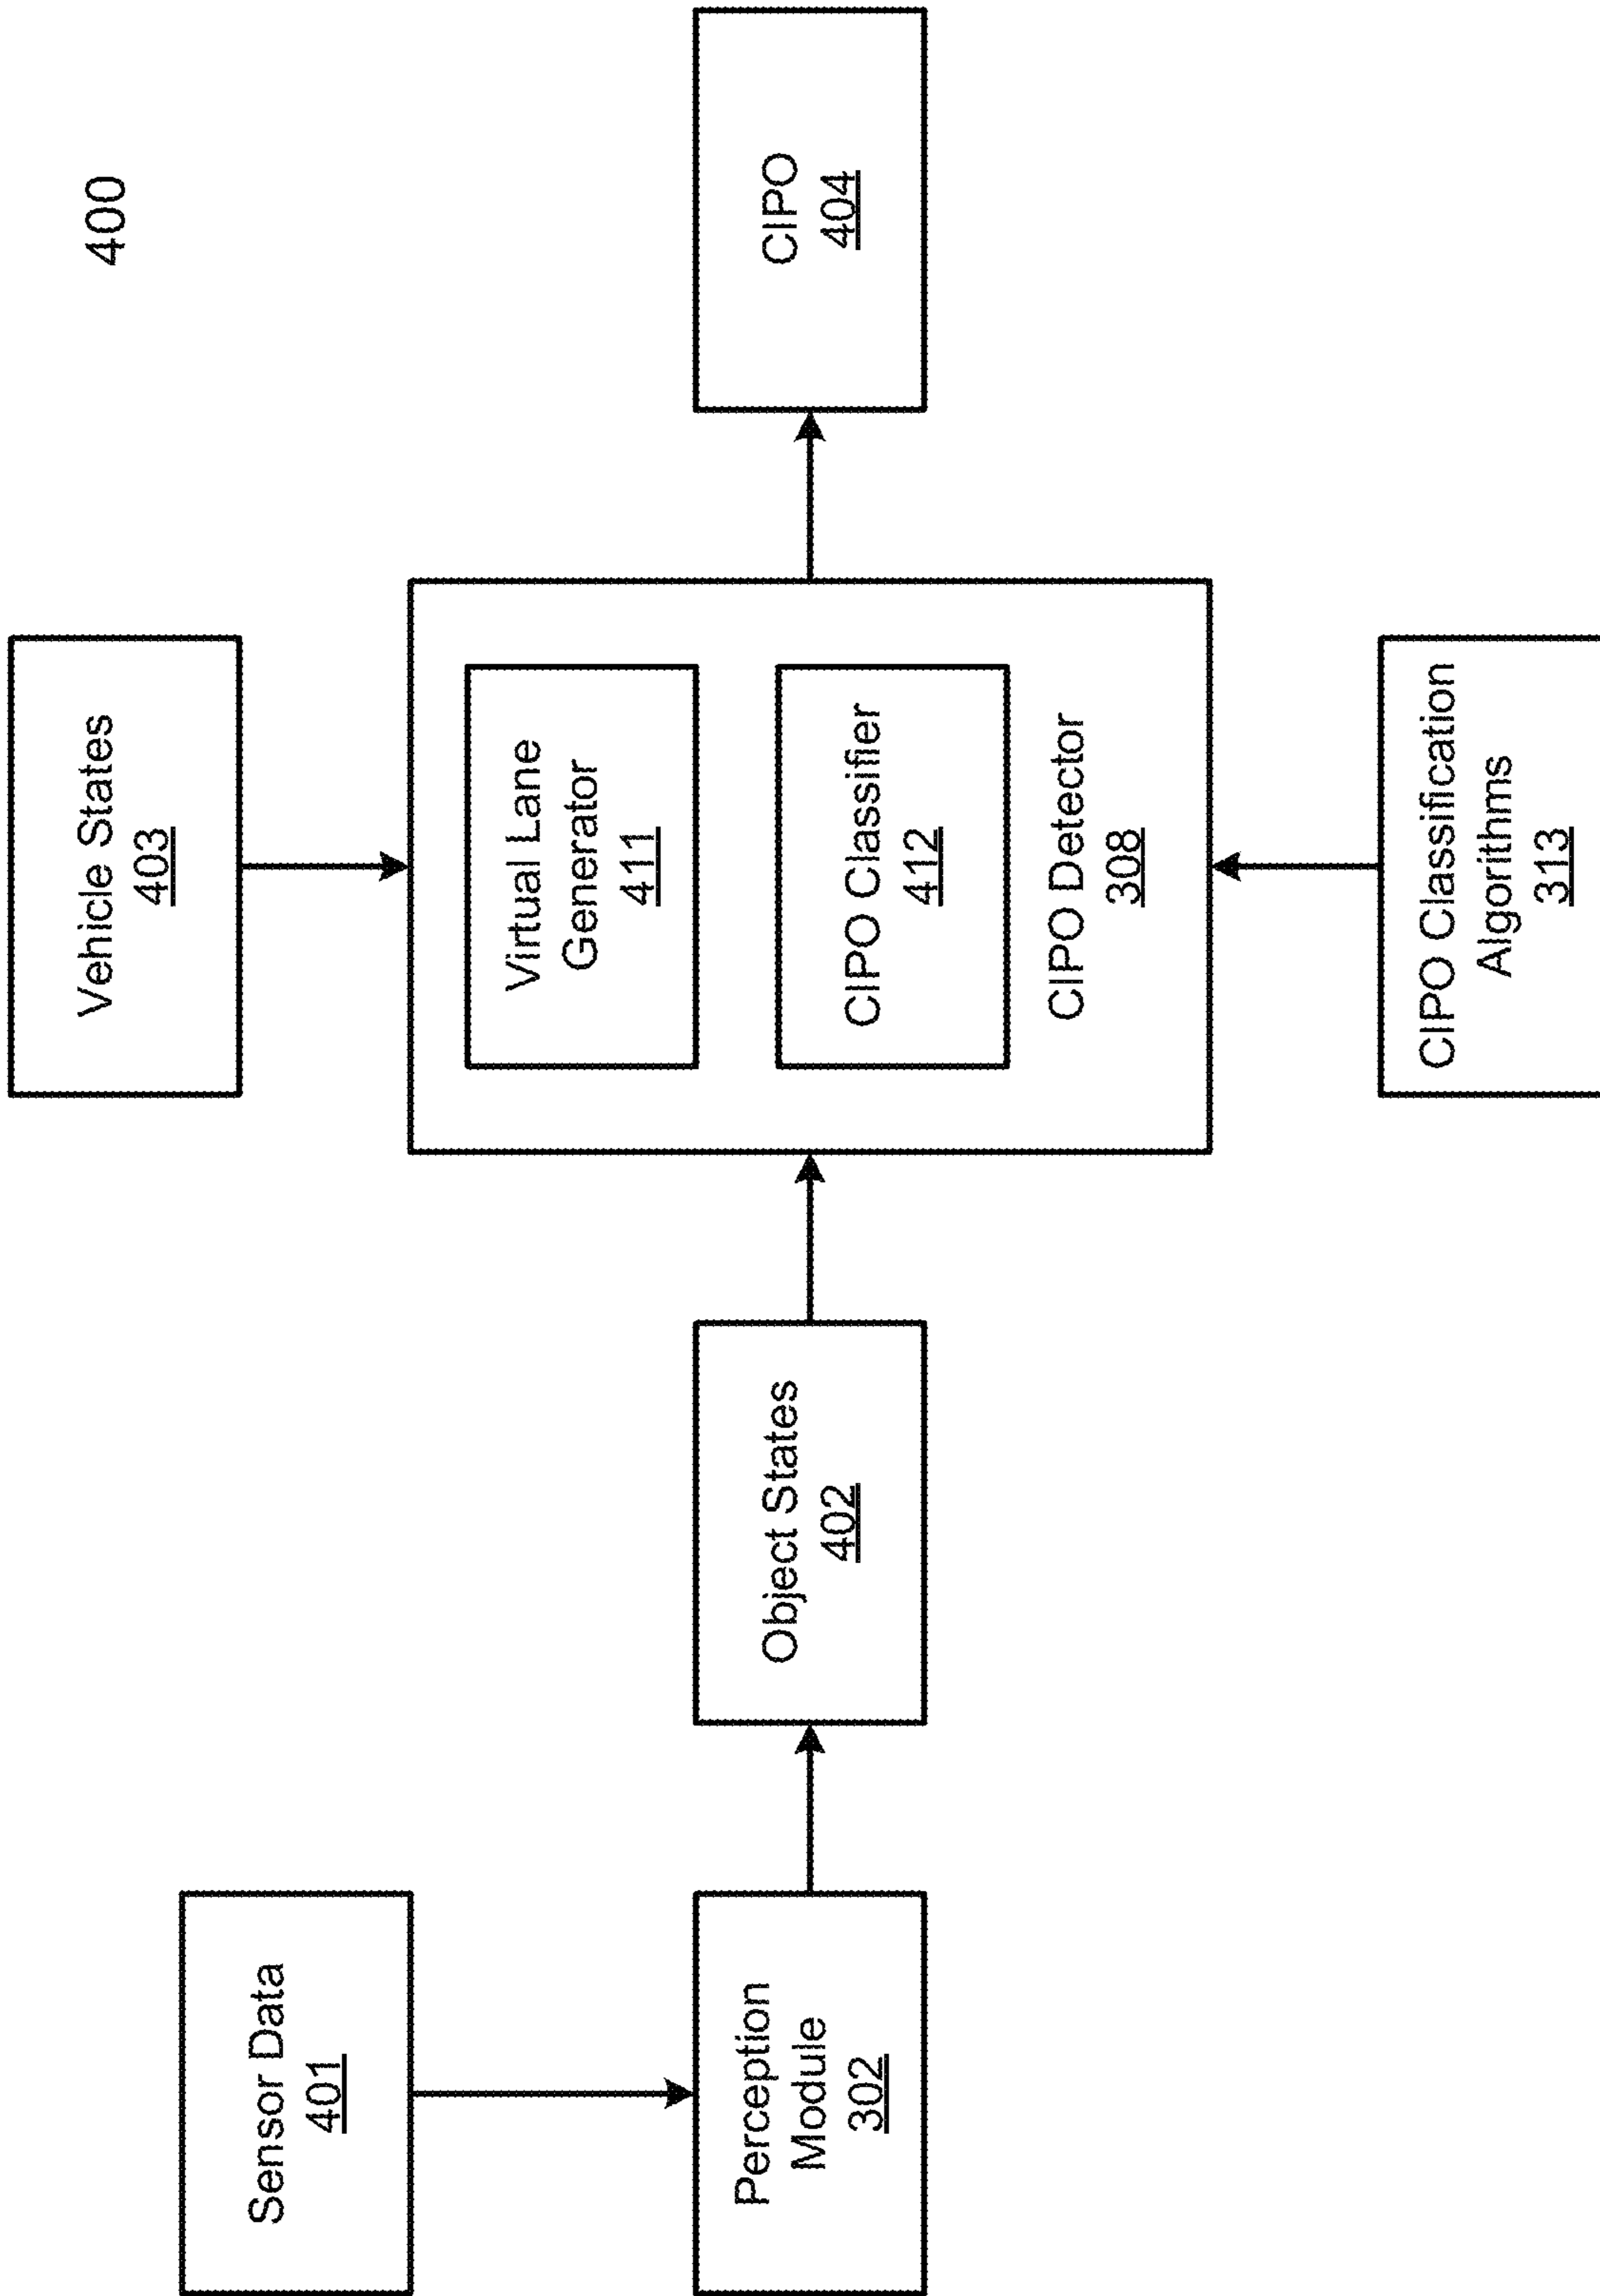 400
Sensor Data
401
Perception
Module
302
Object States
402
Vehicle States
403
Virtual Lane
Generator
411
CIPO Classifier
412
CIPO Detector
308
CIPO Classification
Algorithms
313
CIPO
404